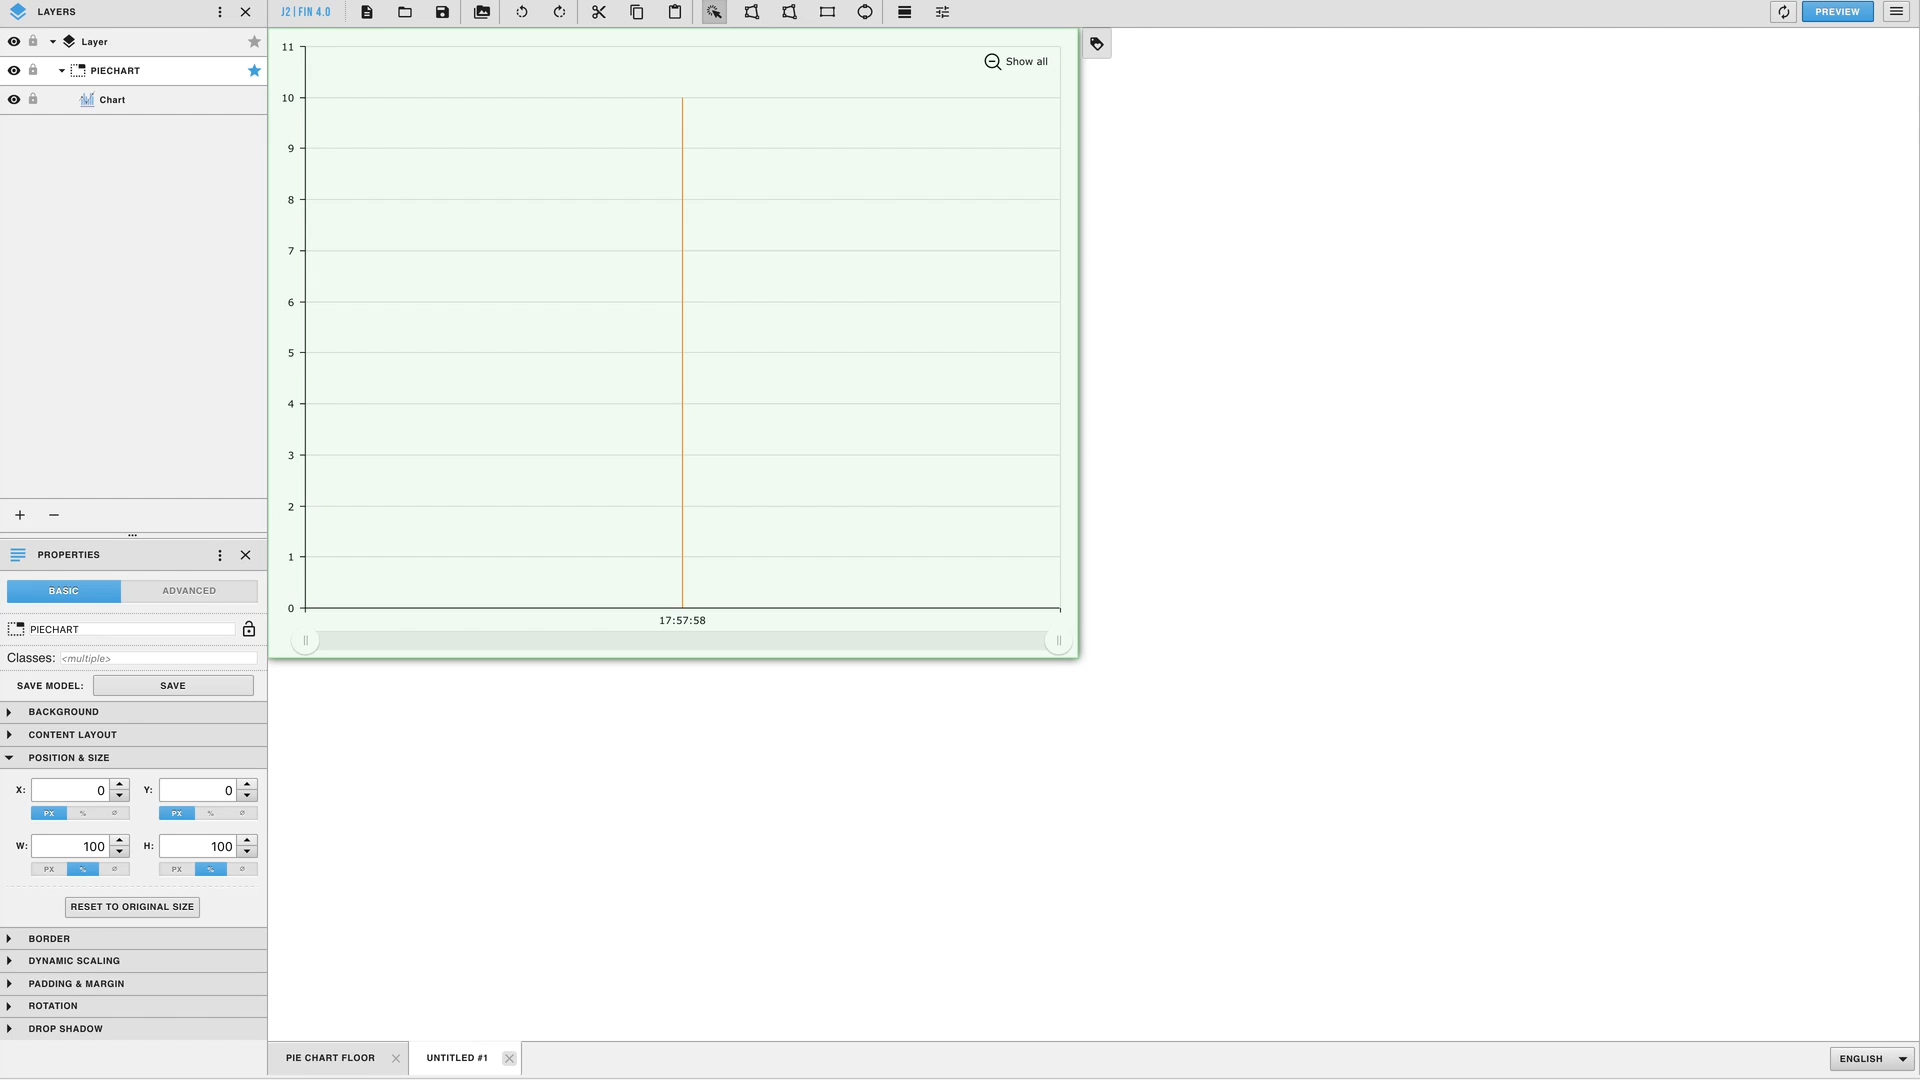 LAYERS
J2 | FIN 4.0
PREVIEW
Layer
PIECHART
Chart
Show all
11
10
9
8
7
6
5
4
3
2
1
0
17:57:58
PROPERTIES
BASIC
ADVANCED
PIECHART
Classes: <multiple>
SAVE MODEL: SAVE
BACKGROUND
CONTENT LAYOUT
POSITION & SIZE
X: 0 Y: 0
PX % Ø PX % Ø
W: 100 H: 100
PX % Ø PX % Ø
RESET TO ORIGINAL SIZE
BORDER
DYNAMIC SCALING
PADDING & MARGIN
ROTATION
DROP SHADOW
PIE CHART FLOOR
UNTITLED #1
ENGLISH